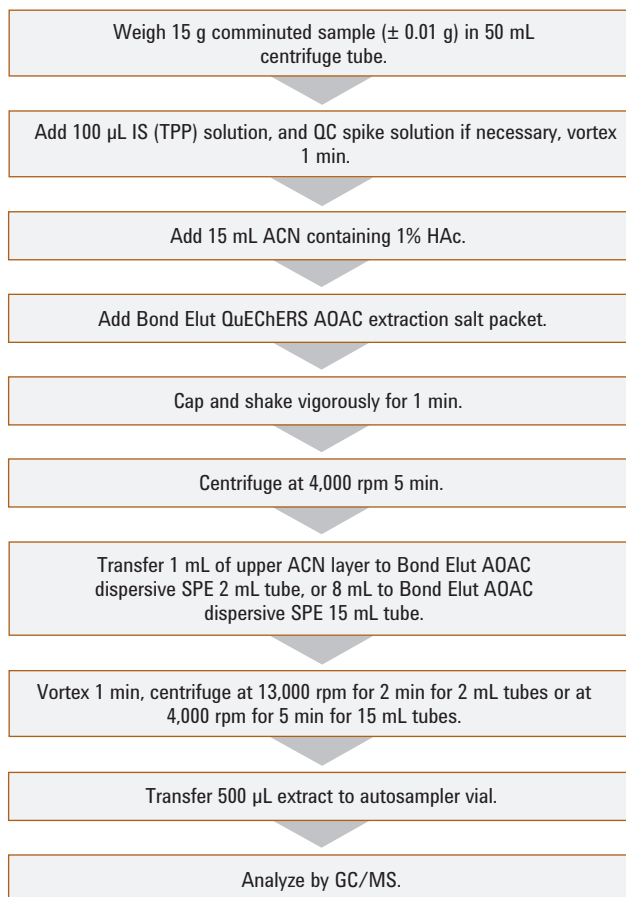 Weigh 15 g comminuted sample (± 0.01 g) in 50 mL
centrifuge tube.
Add 100 µL IS (TPP) solution, and QC spike solution if necessary, vortex
1 min.
Add 15 mL ACN containing 1% HAc.
Add Bond Elut QuEChERS AOAC extraction salt packet.
Cap and shake vigorously for 1 min.
Centrifuge at 4,000 rpm 5 min.
Transfer 1 mL of upper ACN layer to Bond Elut AOAC
dispersive SPE 2 mL tube, or 8 mL to Bond Elut AOAC
dispersive SPE 15 mL tube.
Vortex 1 min, centrifuge at 13,000 rpm for 2 min for 2 mL tubes or at
4,000 rpm for 5 min for 15 mL tubes.
Transfer 500 µL extract to autosampler vial.
Analyze by GC/MS.